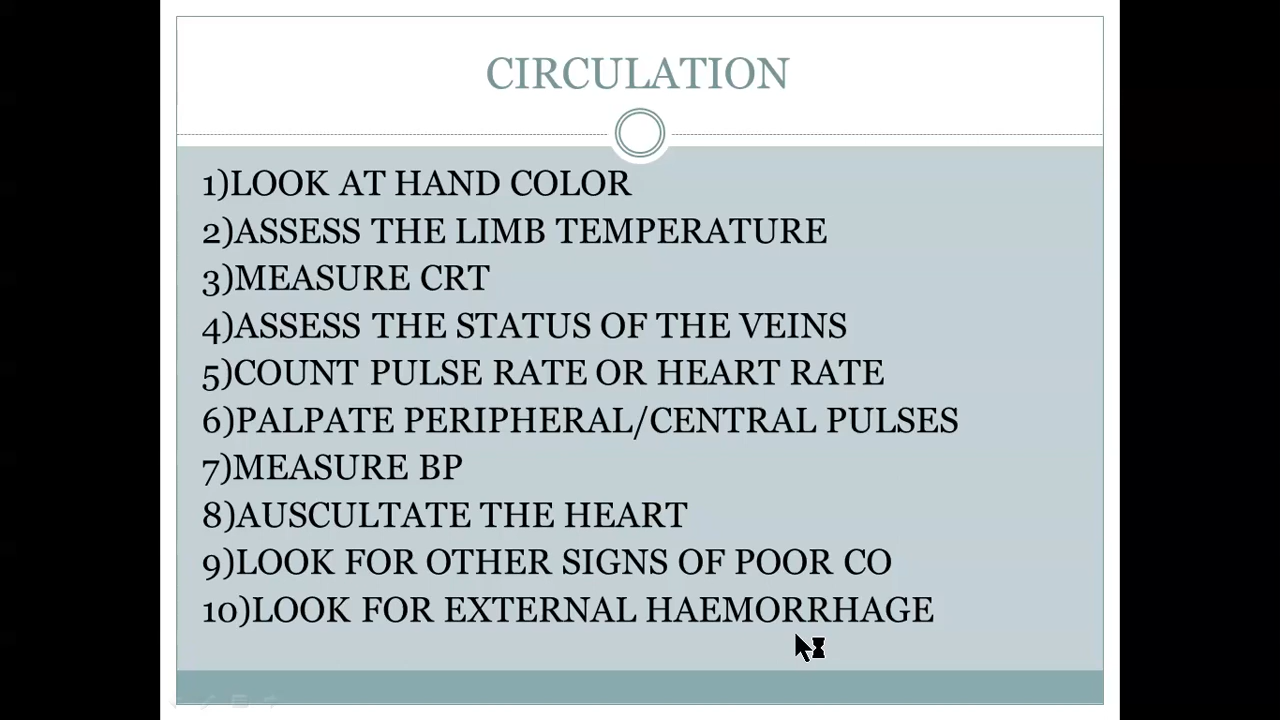 CIRCULATION
1)LOOK AT HAND COLOR
2)ASSESS THE LIMB TEMPERATURE
3)MEASURE CRT
4)ASSESS THE STATUS OF THE VEINS
5)COUNT PULSE RATE OR HEART RATE
6)PALPATE PERIPHERAL/CENTRAL PULSES
7)MEASURE BP
8)AUSCULTATE THE HEART
9)LOOK FOR OTHER SIGNS OF POOR CO
10)LOOK FOR EXTERNAL HAEMORRHAGE